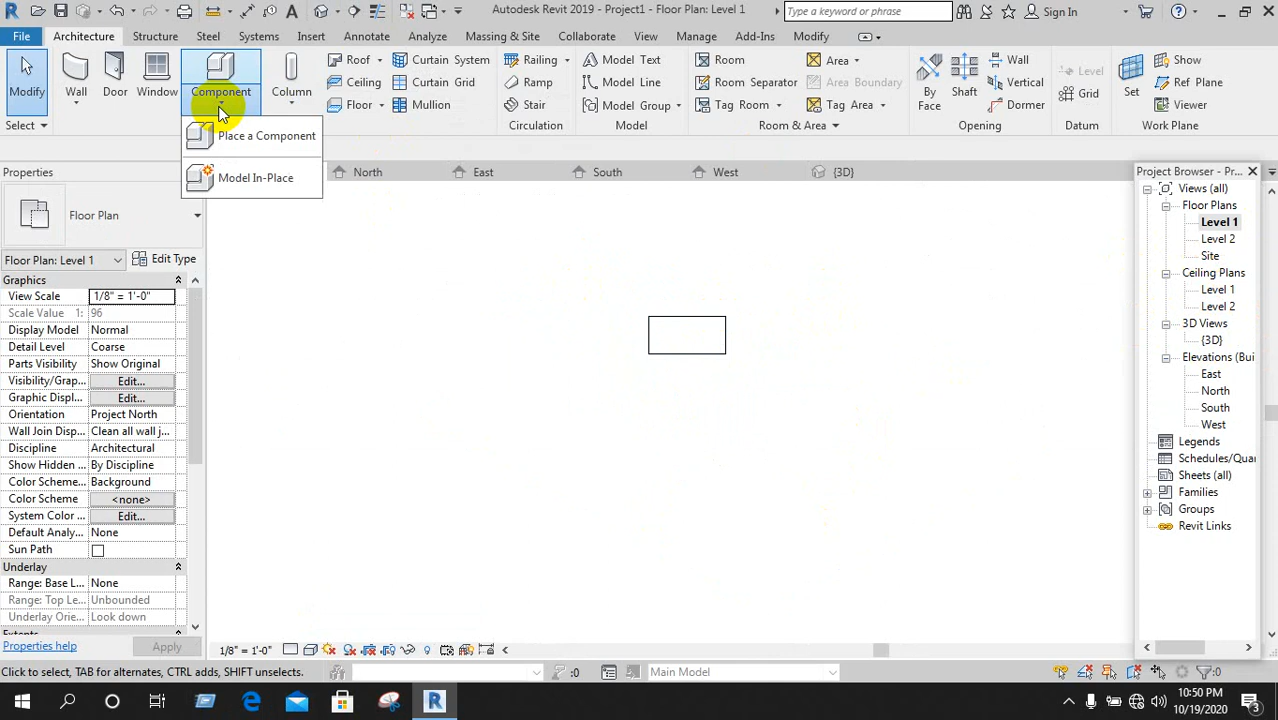 Autodesk Revit 2019 - Project1 - Floor Plan: Level 1
Type a keyword or phrase
Sign In
File Architecture Structure Steel Systems Insert Annotate Analyze Massing & Site Collaborate View Manage Add-Ins Modify
Modify
Wall
Door
Window
Component
Column
Roof
Ceiling
Floor
Curtain System
Curtain Grid
Mullion
Railing
Ramp
Stair
Model Text
Model Line
Model Group
Room
Room Separator
Tag Room
Area
Area Boundary
Tag Area
By Face
Shaft
Wall
Vertical
Dormer
Level
Grid
Set
Show
Ref Plane
Viewer
Select
Circulation
Model
Room & Area
Opening
Datum
Work Plane
Place a Component
Model In-Place
North
East
South
West
{3D}
Properties
Floor Plan
Floor Plan: Level 1
Edit Type
Graphics
View Scale 1/8" = 1'-0"
Scale Value 1: 96
Display Model Normal
Detail Level Coarse
Parts Visibility Show Original
Visibility/Grap... Edit...
Graphic Displ... Edit...
Orientation Project North
Wall Join Disp... Clean all wall j...
Discipline Architectural
Show Hidden ... By Discipline
Color Scheme... Background
Color Scheme <none>
System Color ... Edit...
Default Analy... None
Sun Path
Underlay
Range: Base L... None
Range: Top Le... Unbounded
Underlay Orie... Look down
Properties help
Apply
Project Browser - Pr...
Views (all)
Floor Plans
Level 1
Level 2
Site
Ceiling Plans
Level 1
Level 2
3D Views
{3D}
Elevations (Bui
East
North
South
West
Legends
Schedules/Quan
Sheets (all)
Families
Groups
Revit Links
1/8" = 1'-0"
Click to select, TAB for alternates, CTRL adds, SHIFT unselects.
:0
Main Model
:0
10:50 PM
10/19/2020
3